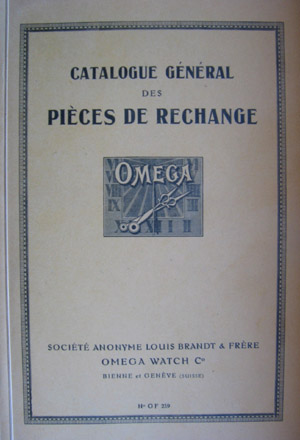 CATALOGUE GÉNÉRAL
DES
PIÈCES DE RECHANGE
OMEGA
SOCIÉTÉ ANONYME LOUIS BRANDT & FRÈRE
OMEGA WATCH Co
BIENNE et GENÈVE (SUISSE)